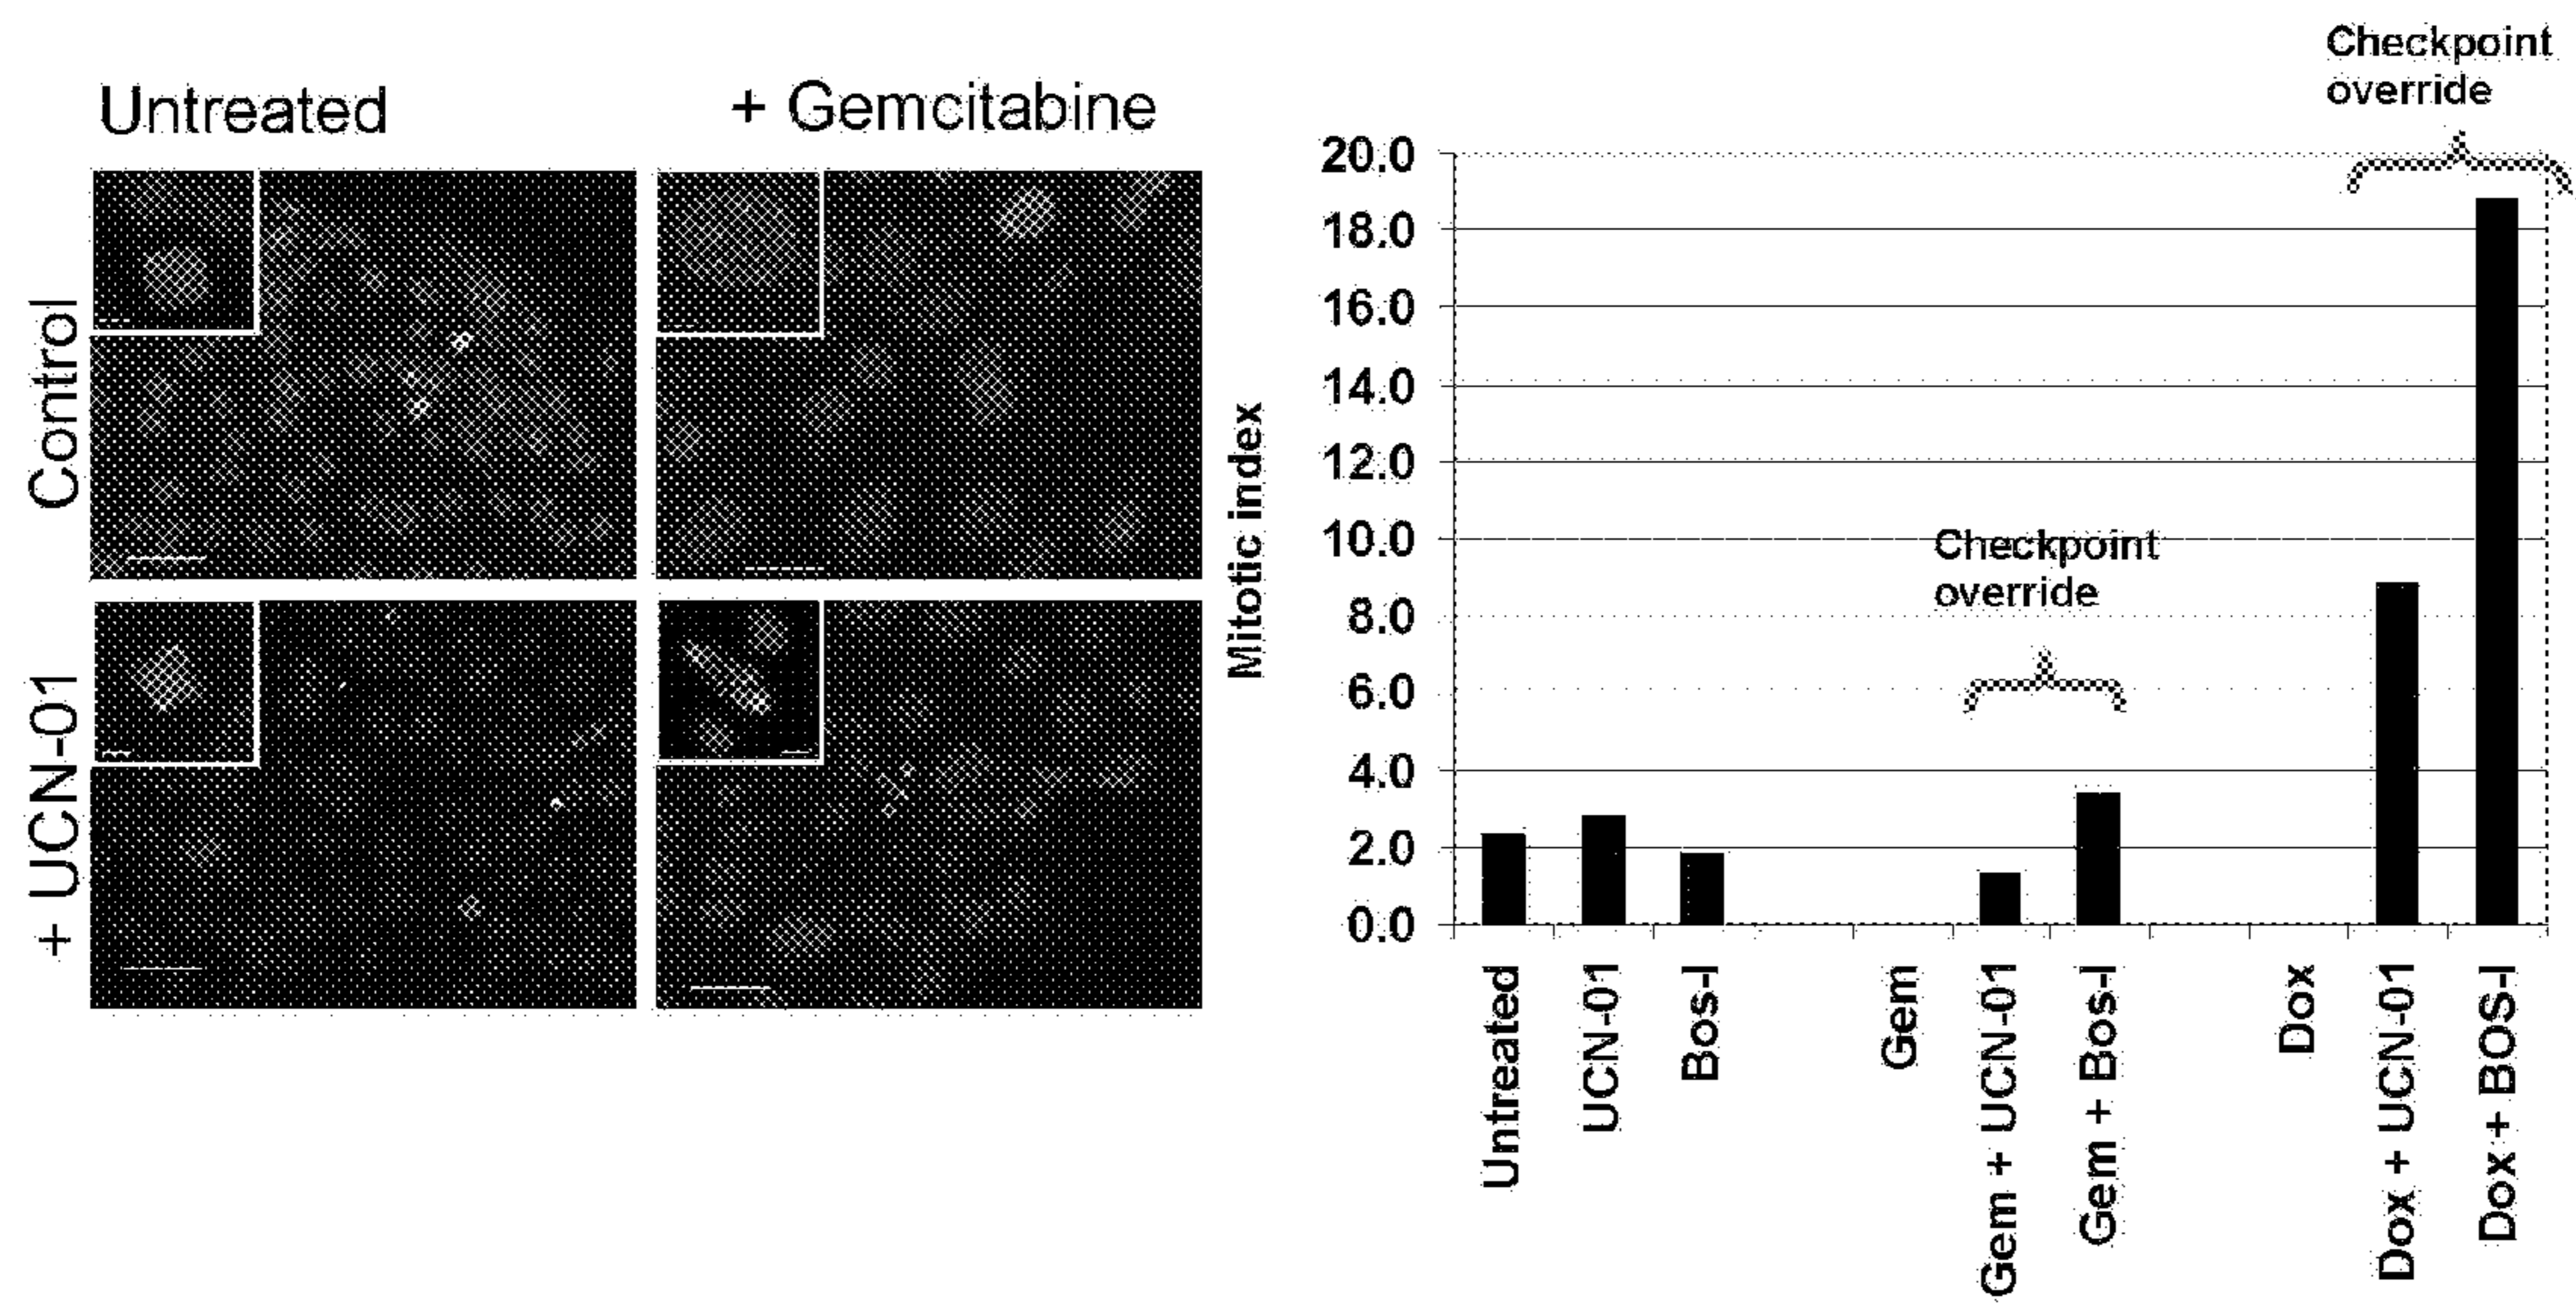 Untreated
+ Gemcitabine
Control
+ UCN-01
Checkpoint
override
Mitotic index
20.0
18.0
16.0
14.0
12.0
10.0
8.0
6.0
4.0
2.0
0.0
Checkpoint
override
Untreated
UCN-01
Bos-I
Gem
Gem + UCN-01
Gem + Bos-I
Dox
Dox + UCN-01
Dox + BOS-I